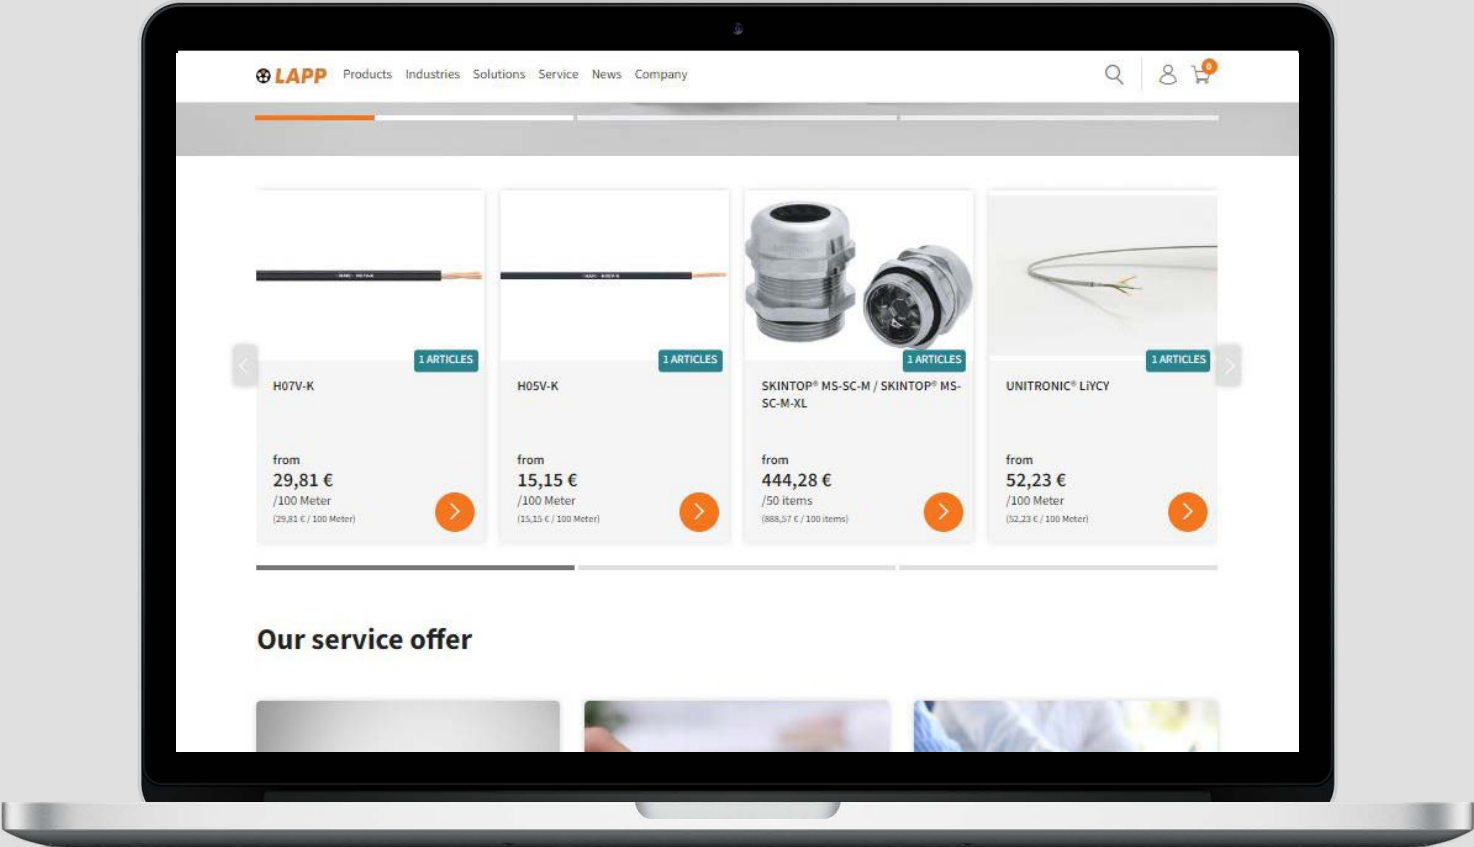 LAPP Products Industries Solutions Service News Company 0
1 ARTICLES 1 ARTICLES 1 ARTICLES 1 ARTICLES
H07V-K
H05V-K
SKINTOP® MS-SC-M / SKINTOP® MS-
SC-M-XL
UNITRONIC® LiYCY
from
29,81 €
/100 Meter
(29,81 € / 100 Meter)
from
15,15 €
/100 Meter
(15,15 € / 100 Meter)
from
444,28 €
/50 items
(888,57 € / 100 items)
from
52,23 €
/100 Meter
(52,23 € / 100 Meter)
Our service offer